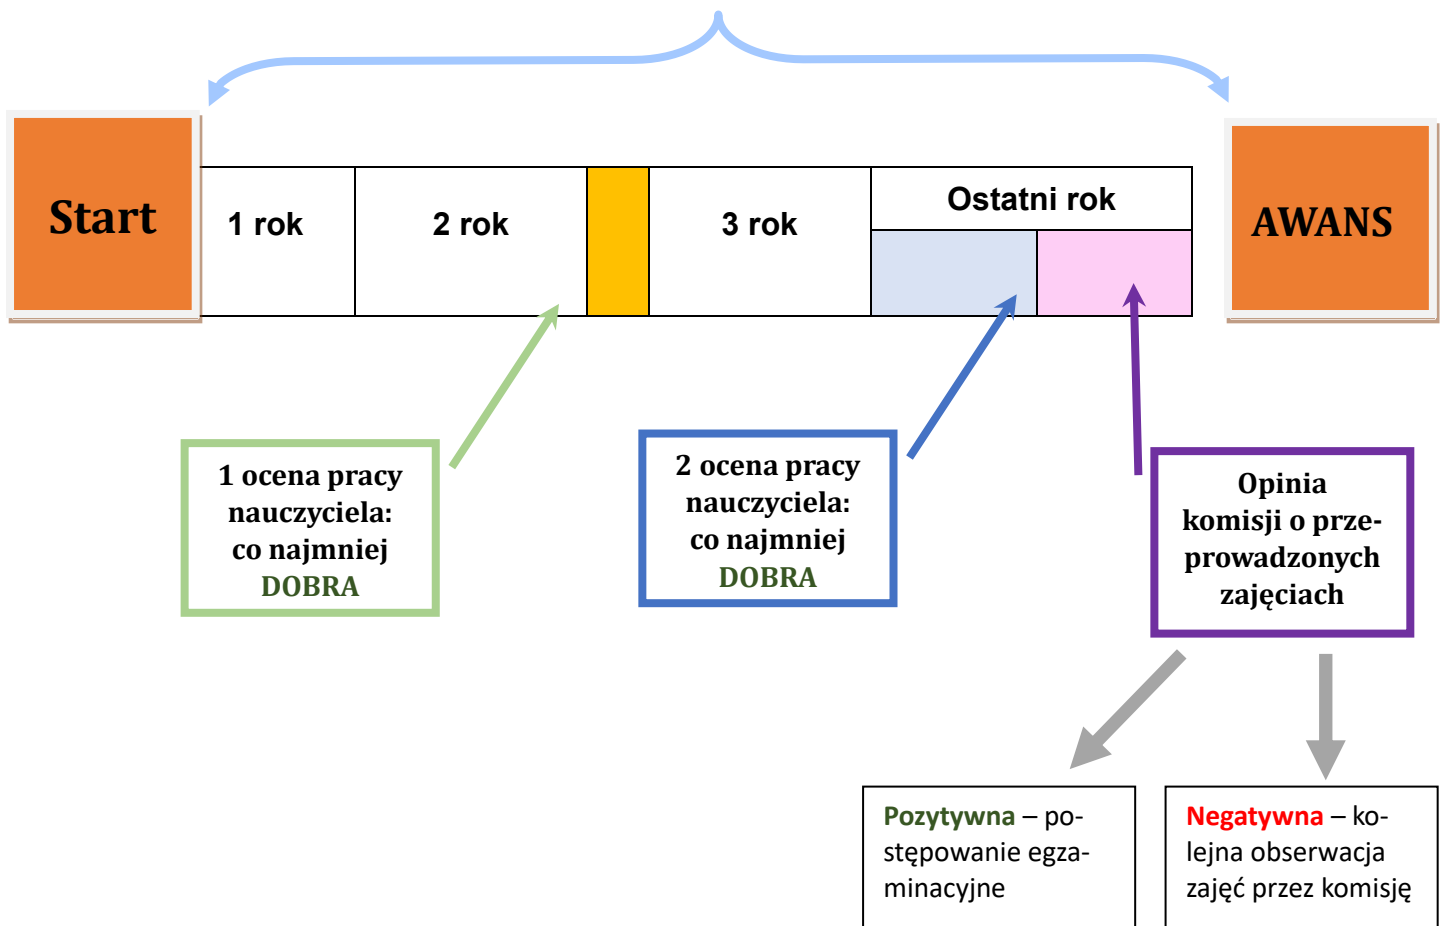 Start
1 rok
2 rok
3 rok
Ostatni rok
AWANS
1 ocena pracy
nauczyciela:
co najmniej
DOBRA
2 ocena pracy
nauczyciela:
co najmniej
DOBRA
Opinia
komisji o prze-
prowadzonych
zajęciach
Pozytywna – po-
stępowanie egza-
minacyjne
Negatywna – ko-
lejna obserwacja
zajęć przez komisję